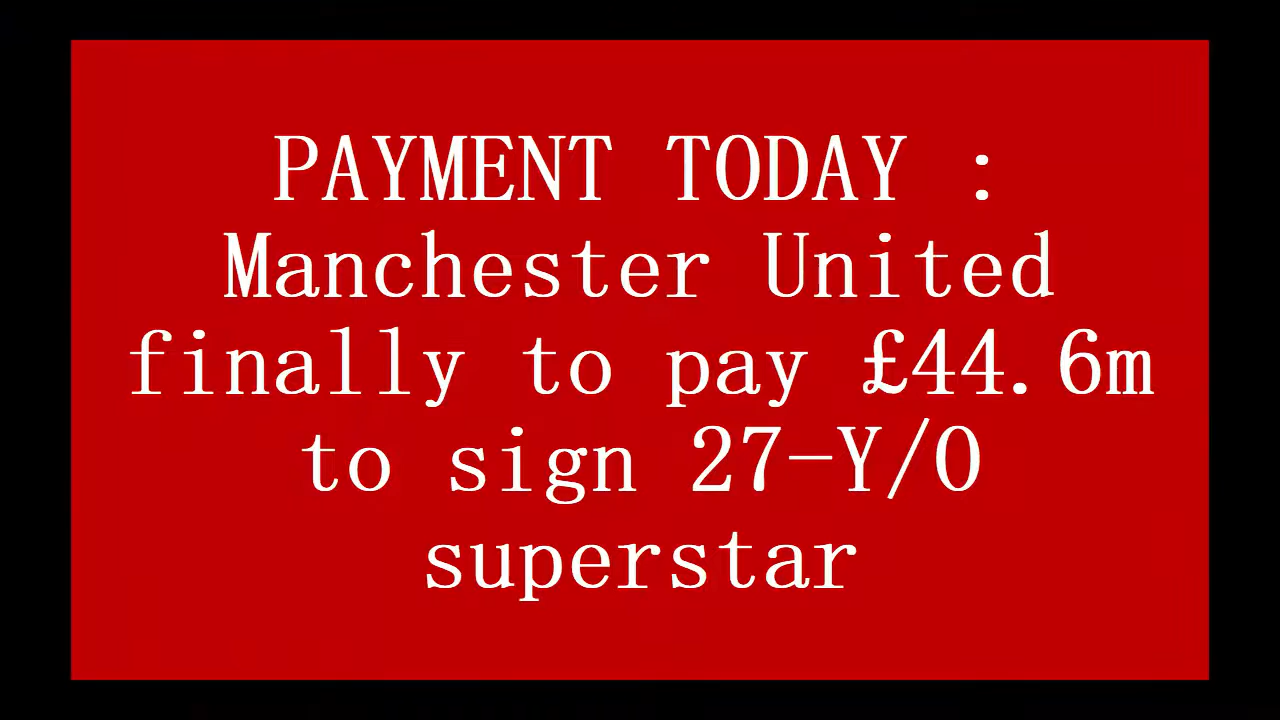 PAYMENT TODAY :
Manchester United
finally to pay £44.6m
to sign 27-Y/O
superstar